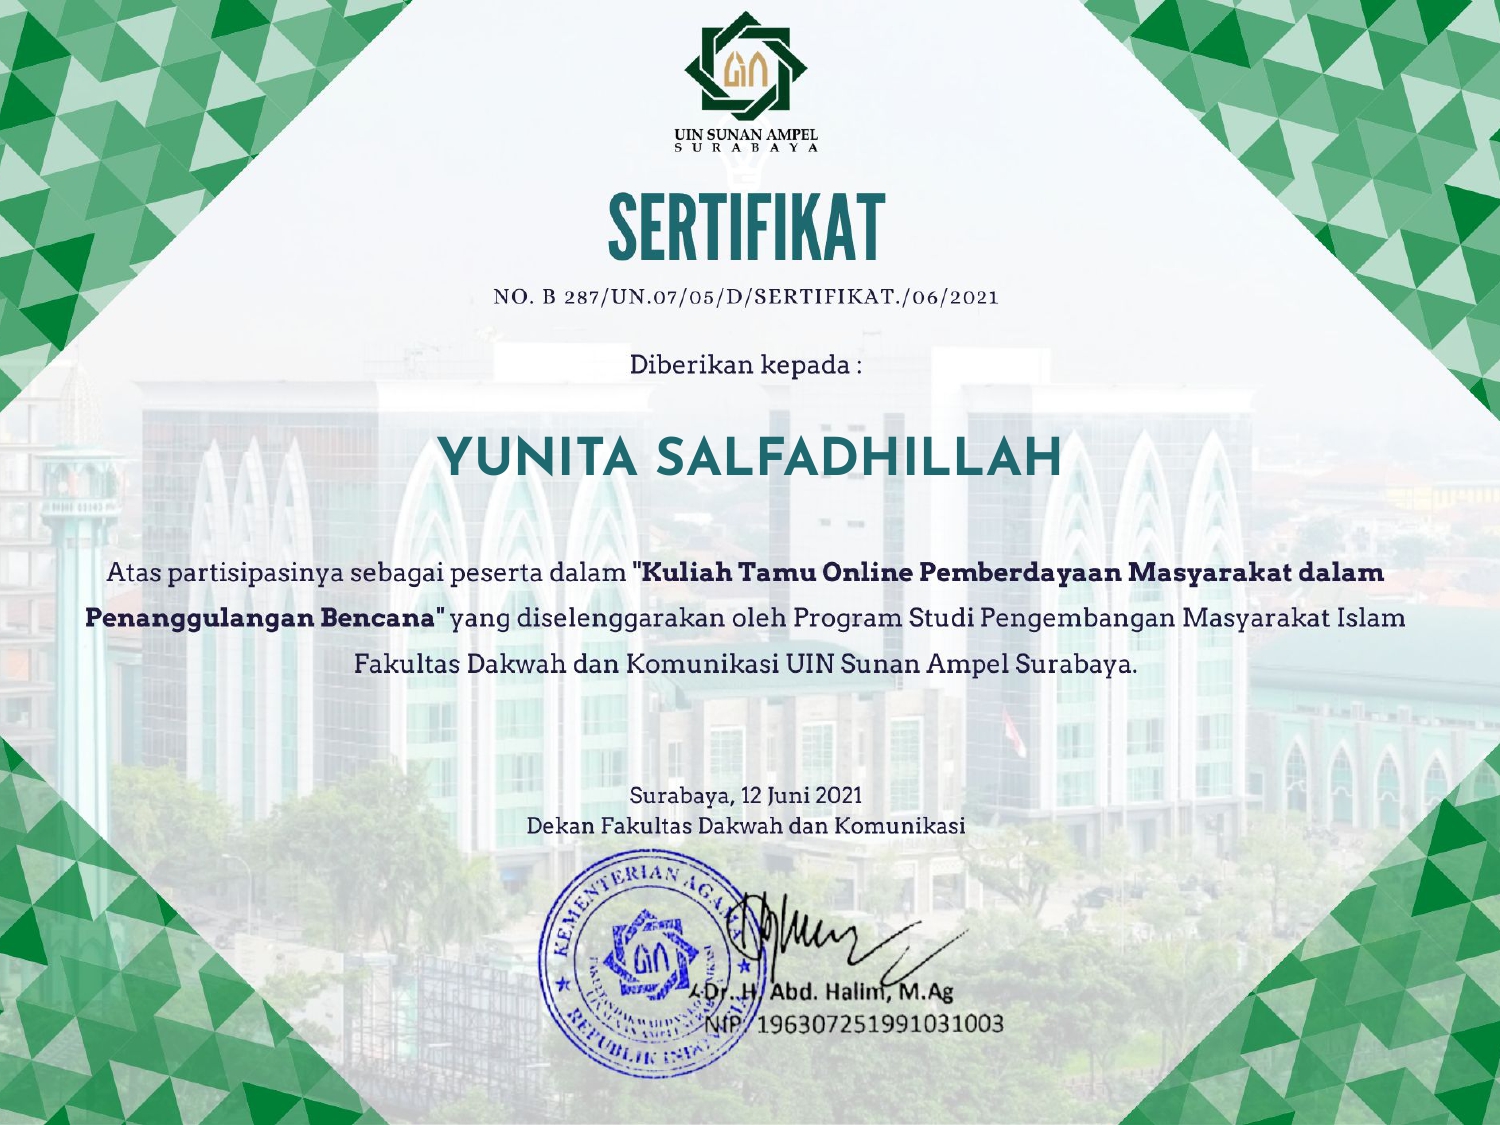 UIN SUNAN AMPEL
SURABAYA
SERTIFIKAT
NO. B 287/UN.07/05/D/SERTIFIKAT./06/2021
Diberikan kepada :
YUNITA SALFADHILLAH
Atas partisipasinya sebagai peserta dalam "Kuliah Tamu Online Pemberdayaan Masyarakat dalam
Penanggulangan Bencana" yang diselenggarakan oleh Program Studi Pengembangan Masyarakat Islam
Fakultas Dakwah dan Komunikasi UIN Sunan Ampel Surabaya.
Surabaya, 12 Juni 2021
Dekan Fakultas Dakwah dan Komunikasi
KEMENTERIAN AGAMA
REPUBLIK INDONESIA
Dr. H. Abd. Halim, M.Ag
NIP. 196307251991031003